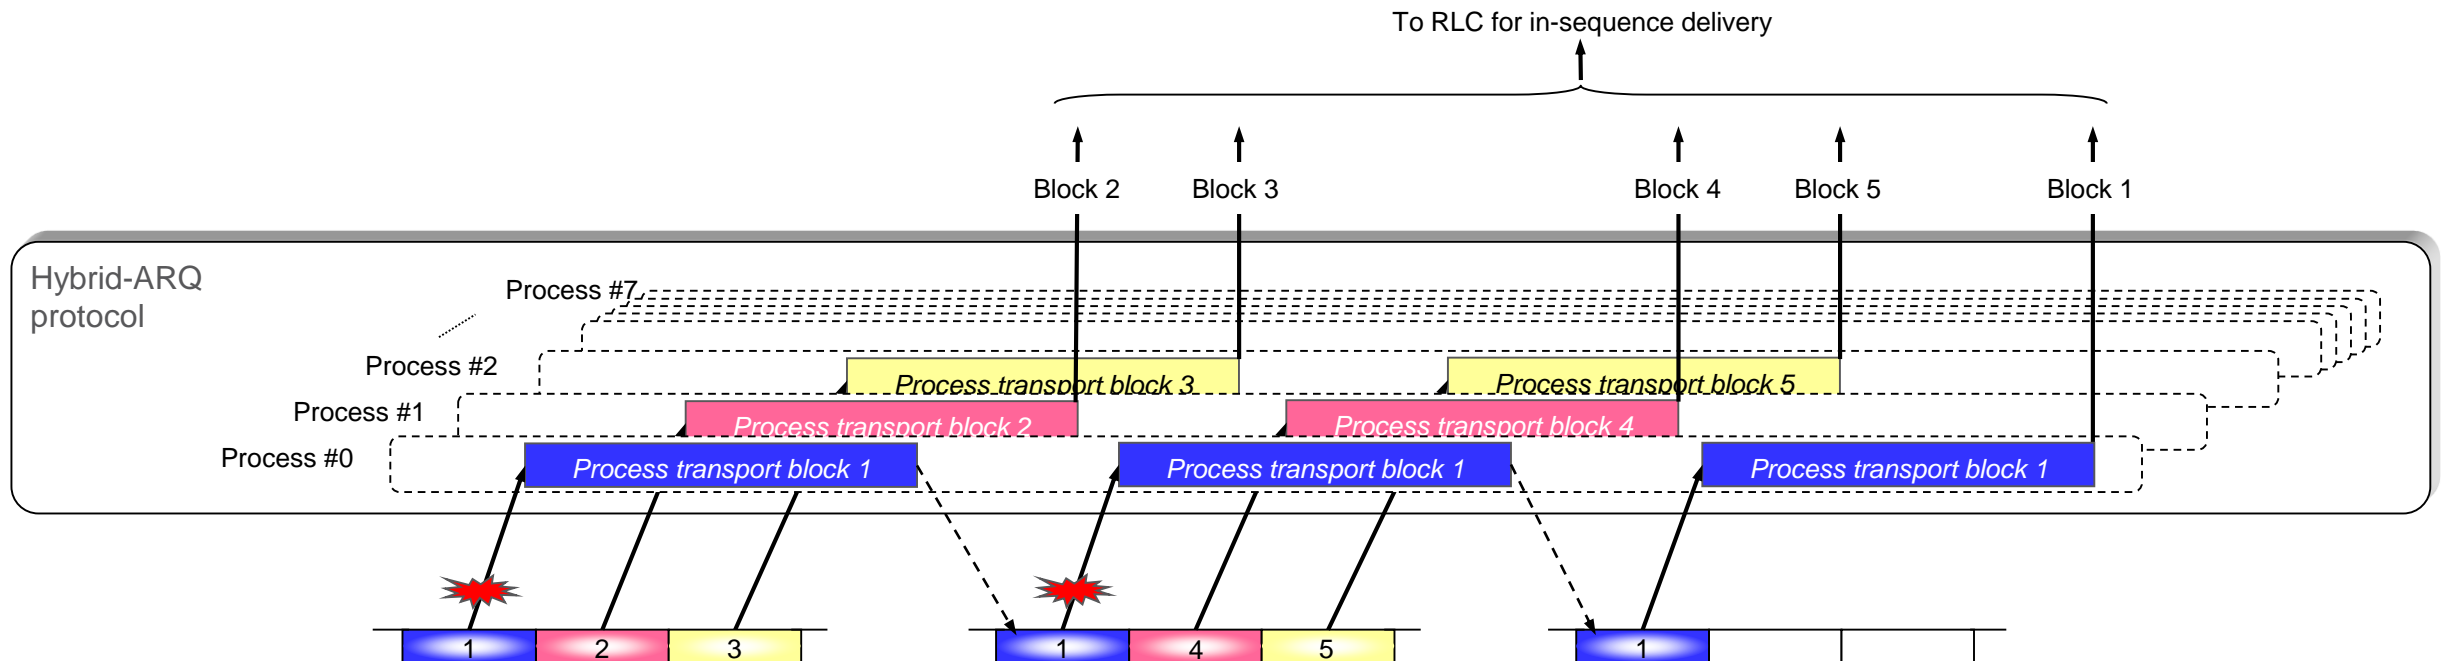 To RLC for in-sequence delivery
Block 2 Block 3 Block 4 Block 5 Block 1
Hybrid-ARQ
protocol
Process #7
Process #2
Process transport block 3 Process transport block 5
Process #1
Process transport block 2 Process transport block 4
Process #0
Process transport block 1 Process transport block 1 Process transport block 1
1 2 3 1 4 5 1